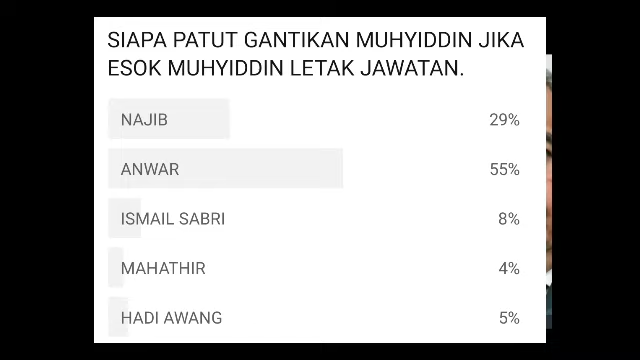 SIAPA PATUT GANTIKAN MUHYIDDIN JIKA
ESOK MUHYIDDIN LETAK JAWATAN.
NAJIB 29%
ANWAR 55%
ISMAIL SABRI 8%
MAHATHIR 4%
HADI AWANG 5%